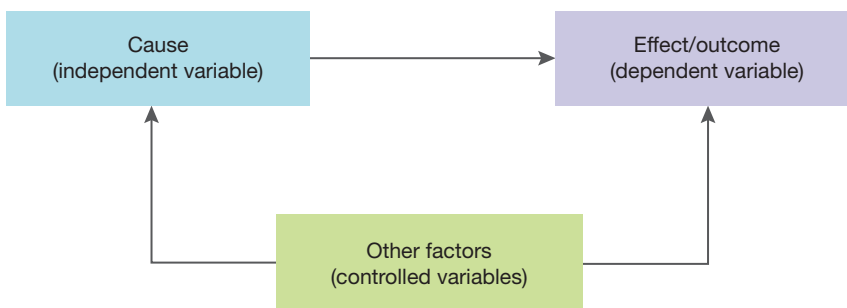 Cause
(independent variable)
Effect/outcome
(dependent variable)
Other factors
(controlled variables)